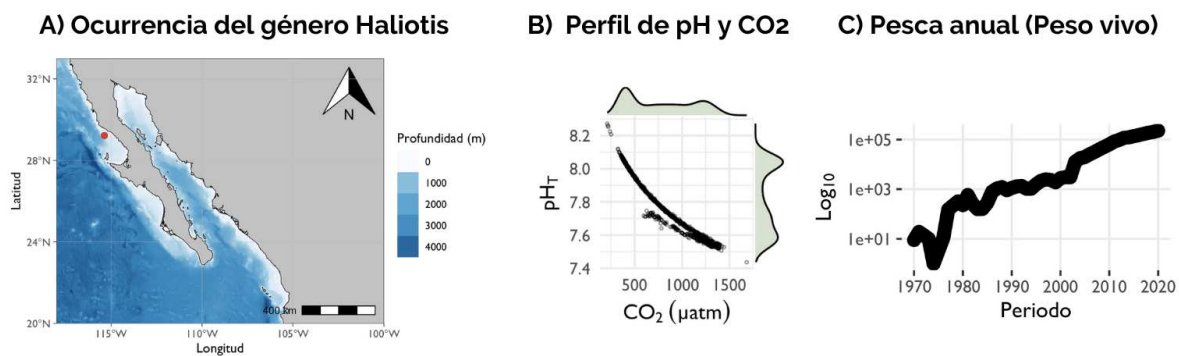 A) Ocurrencia del género Haliotis
32°N
28°N
24°N
20°N
Latitud
115°W
110°W
105°W
100°W
Longitud
N
400 km
Profundidad (m)
0
1000
2000
3000
4000
B) Perfil de pH y CO2
8.2
8.0
7.8
7.6
7.4
pHT
500
1000
1500
CO₂ (µatm)
C) Pesca anual (Peso vivo)
1e+05
1e+03
1e+01
Log10
1970
1980
1990
2000
2010
2020
Periodo